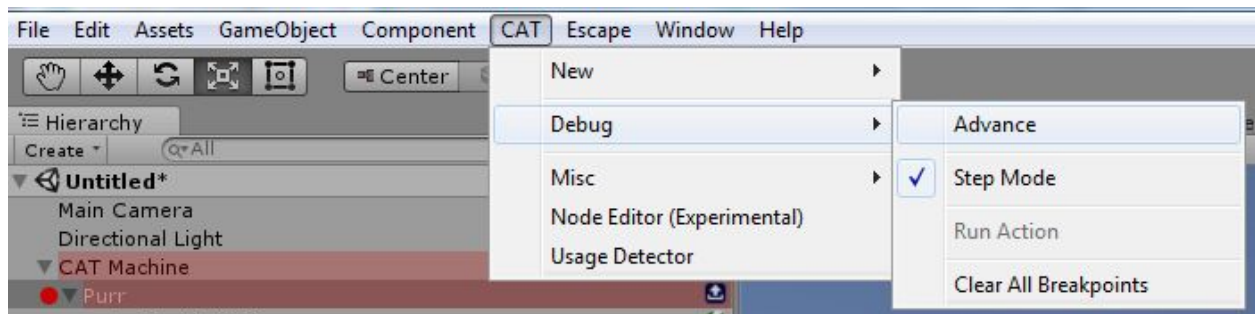 File Edit Assets GameObject Component CAT Escape Window Help
Center
New
Hierarchy
Debug
Advance
Create
All
Untitled*
Misc
Step Mode
Main Camera
Node Editor (Experimental)
Directional Light
Run Action
Usage Detector
CAT Machine
Clear All Breakpoints
Purr